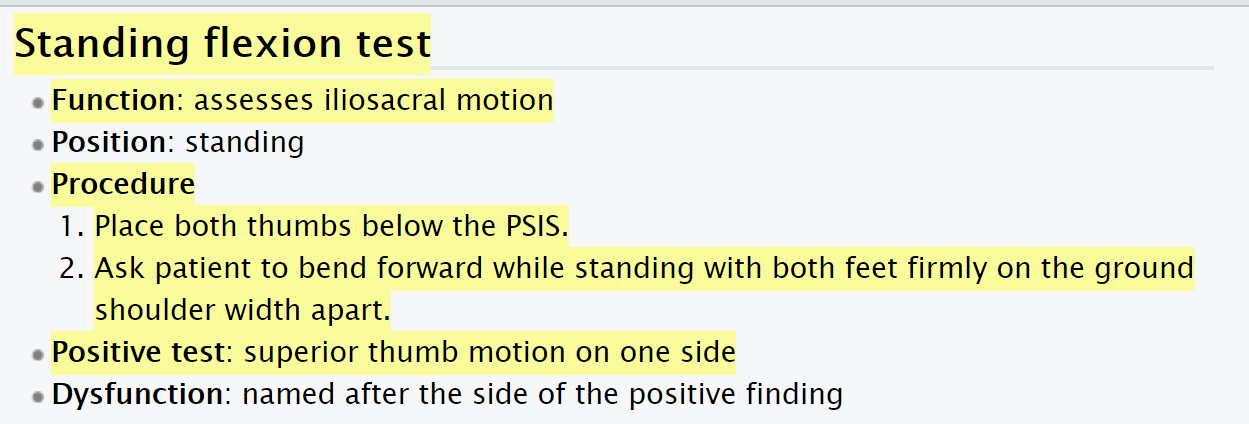 Standing flexion test
Function: assesses iliosacral motion
Position: standing
Procedure
1. Place both thumbs below the PSIS.
2. Ask patient to bend forward while standing with both feet firmly on the ground
shoulder width apart.
Positive test: superior thumb motion on one side
Dysfunction: named after the side of the positive finding